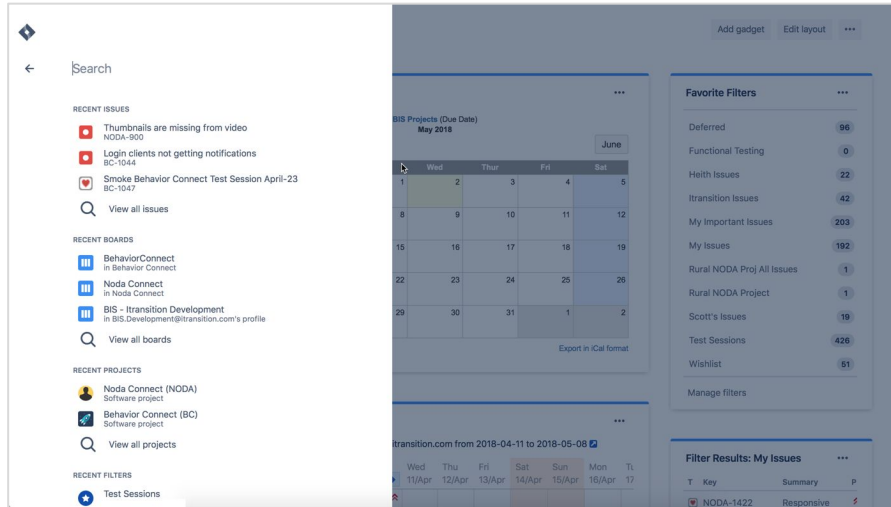 Search
RECENT ISSUES
Thumbnails are missing from video
NODA-900
Login clients not getting notifications
BC-1044
Smoke Behavior Connect Test Session April-23
BC-1047
View all issues
RECENT BOARDS
BehaviorConnect
in Behavior Connect
Noda Connect
in Noda Connect
BIS - Itransition Development
in BIS.Development@itransition.com's profile
View all boards
RECENT PROJECTS
Noda Connect (NODA)
Software project
Behavior Connect (BC)
Software project
View all projects
RECENT FILTERS
Test Sessions
Add gadget Edit layout
BIS Projects (Due Date)
May 2018
June
Wed Thur Fri Sat
1 2 3 4 5
8 9 10 11 12
15 16 17 18 19
22 23 24 25 26
29 30 31 1 2
Export in iCal format
itransition.com from 2018-04-11 to 2018-05-08
Wed Thu Fri Sat Sun Mon Tu
11/Apr 12/Apr 13/Apr 14/Apr 15/Apr 16/Apr 17
Favorite Filters
Deferred 96
Functional Testing 0
Heith Issues 22
Itransition Issues 42
My Important Issues 203
My Issues 192
Rural NODA Proj All Issues 1
Rural NODA Project 1
Scott's Issues 19
Test Sessions 426
Wishlist 51
Manage filters
Filter Results: My Issues
T Key Summary P
NODA-1422 Responsive